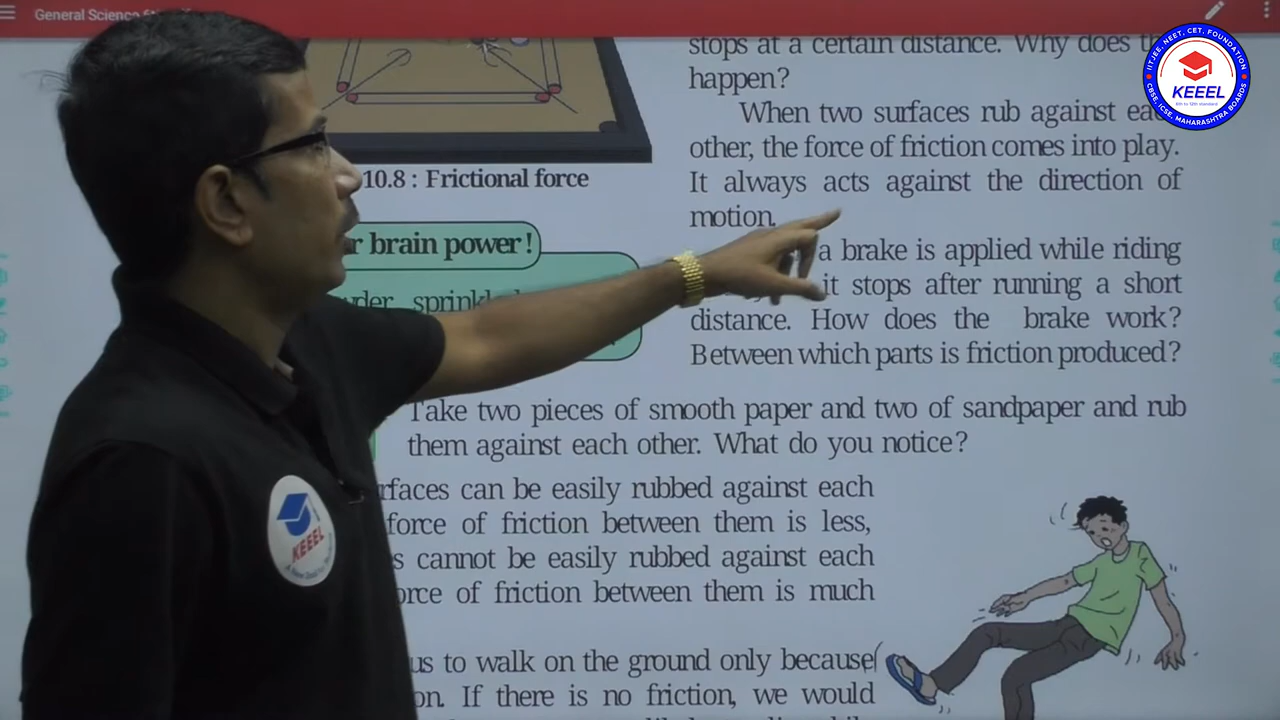 General Science
stops at a certain distance. Why does
happen?
When two surfaces rub against
other, the force of friction comes into play.
It always acts against the direction of
motion.
a brake is applied while riding
it stops after running a short
distance. How does the brake work?
Between which parts is friction produced?
10.8 : Frictional force
brain power!
Take two pieces of smooth paper and two of sandpaper and rub
them against each other. What do you notice?
can be easily rubbed against each
force of friction between them is less,
cannot be easily rubbed against each
of friction between them is much
us to walk on the ground only because
If there is no friction, we would
IITJEE, NEET, CET, FOUNDATION
KEEEL
6th to 12th standard
CBSE, ICSE, MAHARASHTRA BOARDS
KEEEL